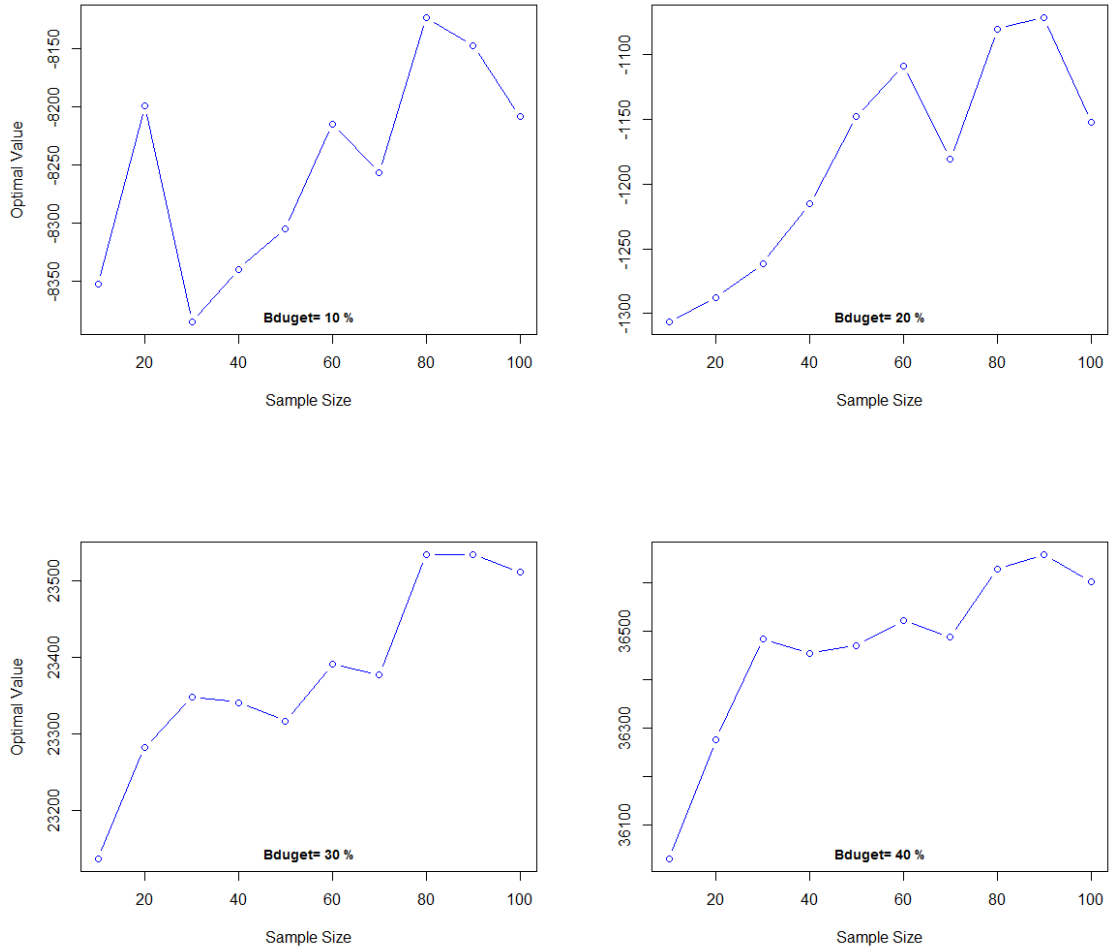 Optimal Value
-8150
-8200
-8250
-8300
-8350
Bduget= 10 %
20 40 60 80 100
Sample Size
-1100
-1150
-1200
-1250
-1300
Bduget= 20 %
20 40 60 80 100
Sample Size
Optimal Value
23500
23400
23300
23200
Bduget= 30 %
20 40 60 80 100
Sample Size
36500
36300
36100
Bduget= 40 %
20 40 60 80 100
Sample Size